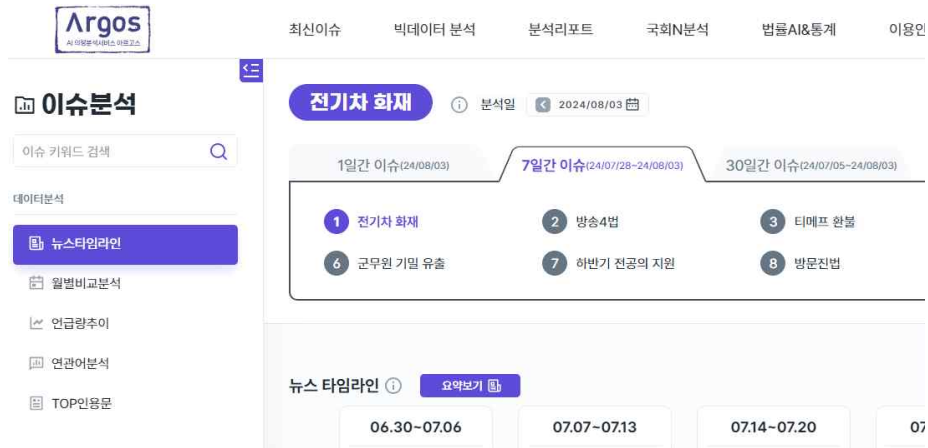 Argos
AI 의정분석서비스 아르고스
최신이슈 빅데이터 분석 분석리포트 국회N분석 법률AI&통계 이용안
이슈분석
전기차 화재 분석일 2024/08/03
이슈 키워드 검색
1일간 이슈(24/08/03) 7일간 이슈(24/07/28~24/08/03) 30일간 이슈(24/07/05~24/08/03)
데이터분석
1 전기차 화재 2 방송4법 3 티메프 환불
뉴스타임라인
6 군무원 기밀 유출 7 하반기 전공의 지원 8 방문진법
월별비교분석
언급량추이
연관어분석
TOP인용문
뉴스 타임라인 요약보기
06.30~07.06 07.07~07.13 07.14~07.20 07